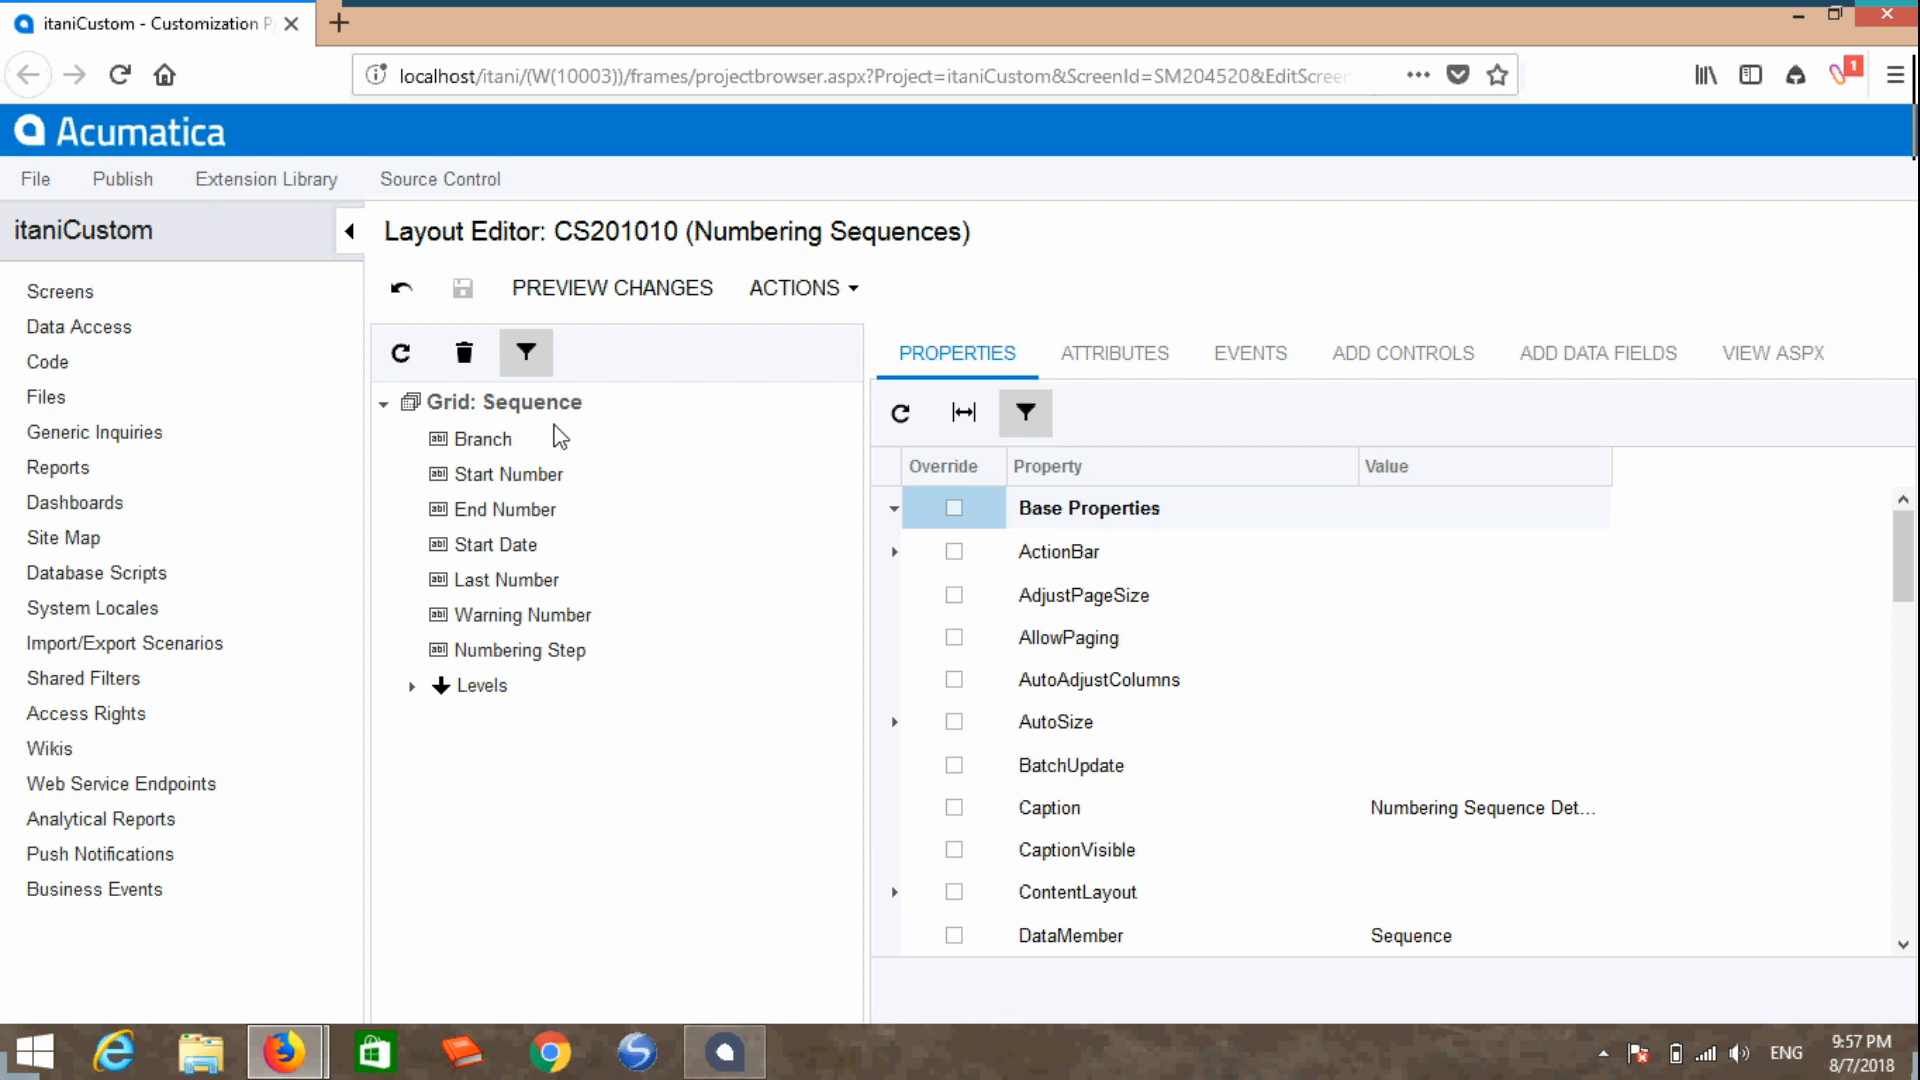 itaniCustom - Customization P
localhost/itani/(W(10003))/frames/projectbrowser.aspx?Project=itaniCustom&ScreenId=SM204520&EditScreen
1
Acumatica
File Publish Extension Library Source Control
itaniCustom
Layout Editor: CS201010 (Numbering Sequences)
PREVIEW CHANGES ACTIONS
Screens
Data Access
Code
Files
Generic Inquiries
Reports
Dashboards
Site Map
Database Scripts
System Locales
Import/Export Scenarios
Shared Filters
Access Rights
Wikis
Web Service Endpoints
Analytical Reports
Push Notifications
Business Events
Grid: Sequence
Branch
Start Number
End Number
Start Date
Last Number
Warning Number
Numbering Step
Levels
PROPERTIES ATTRIBUTES EVENTS ADD CONTROLS ADD DATA FIELDS VIEW ASPX
Override Property Value
Base Properties
ActionBar
AdjustPageSize
AllowPaging
AutoAdjustColumns
AutoSize
BatchUpdate
Caption Numbering Sequence Det...
CaptionVisible
ContentLayout
DataMember Sequence
ENG
9:57 PM
8/7/2018